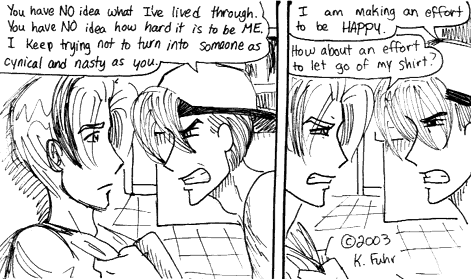 You have NO idea what I've lived through.
You have NO idea how hard it is to be ME.
I keep trying not to turn into someone as
cynical and nasty as you.
I am making an effort
to be HAPPY.
How about an effort
to let go of my shirt?
©2003
K. Fuhr